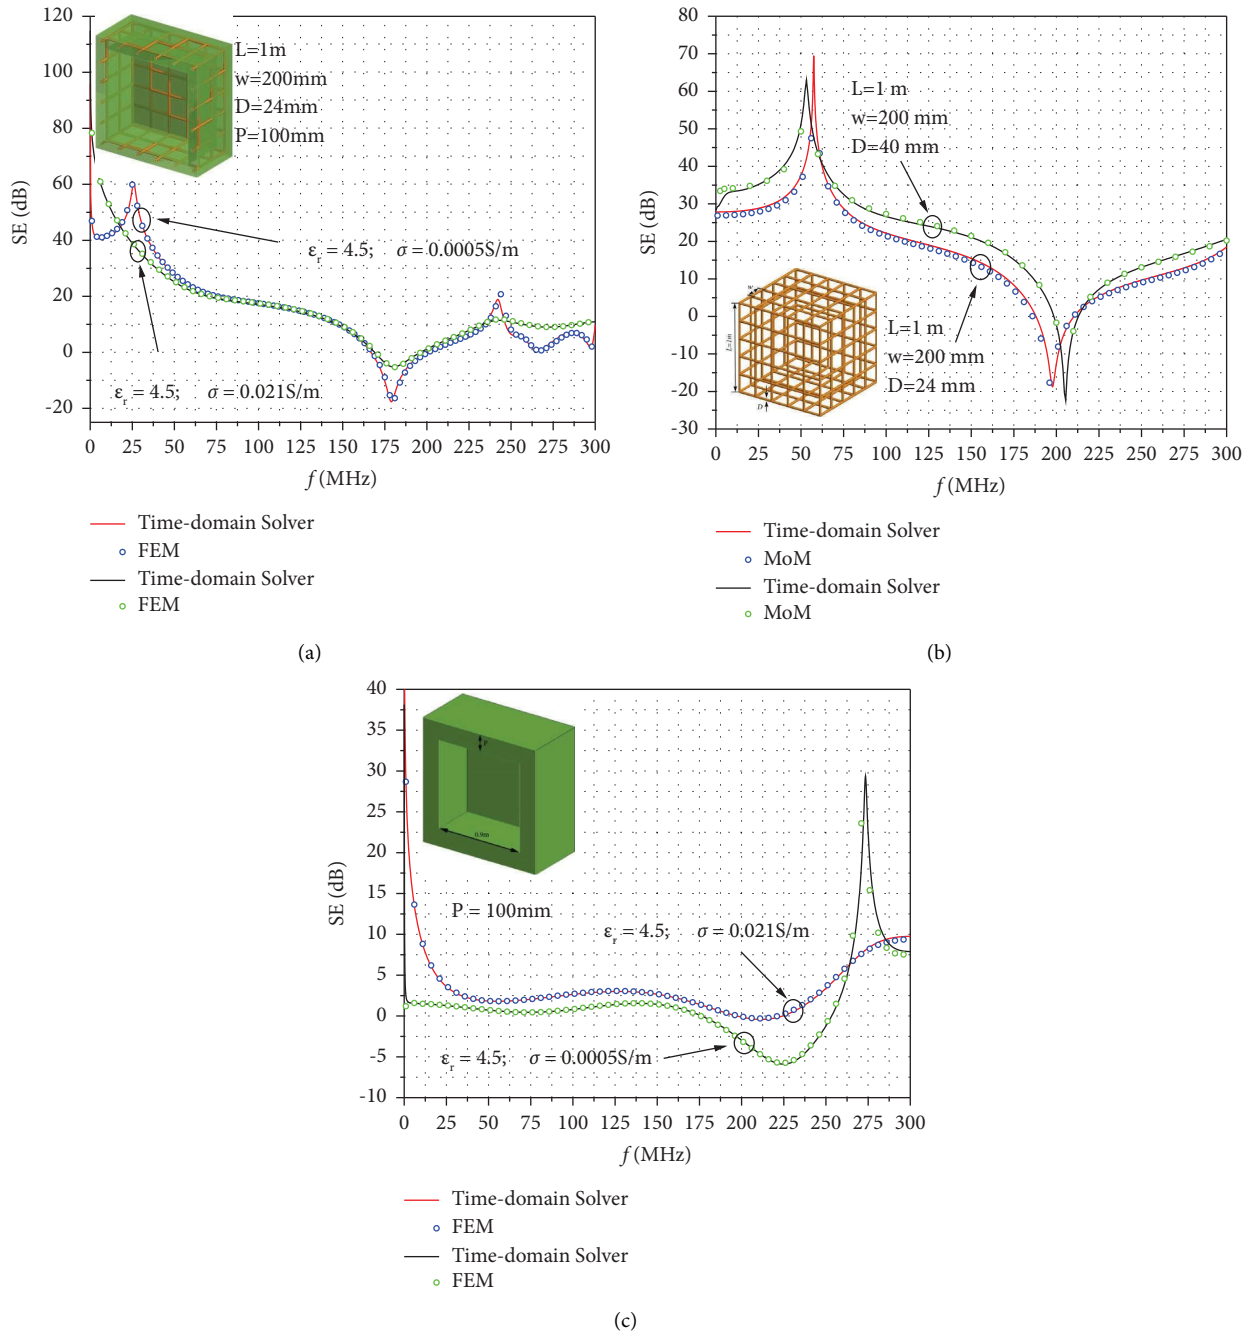 120
100
80
60
40
20
0
-20
SE (dB)
L=1m
w=200mm
D=24mm
P=100mm
εr = 4.5; σ = 0.0005S/m
εr = 4.5; σ = 0.021S/m
0 25 50 75 100 125 150 175 200 225 250 275 300
f (MHz)
Time-domain Solver
FEM
Time-domain Solver
FEM
(a)
80
70
60
50
40
30
20
10
0
-10
-20
-30
SE (dB)
L=1 m
w=200 mm
D=40 mm
w
L=1m
D
L=1 m
w=200 mm
D=24 mm
0 25 50 75 100 125 150 175 200 225 250 275 300
f (MHz)
Time-domain Solver
MoM
Time-domain Solver
MoM
(b)
40
35
30
25
20
15
10
5
0
-5
-10
SE (dB)
P
0.9m
P = 100mm
εr = 4.5; σ = 0.021S/m
εr = 4.5; σ = 0.0005S/m
0 25 50 75 100 125 150 175 200 225 250 275 300
f (MHz)
Time-domain Solver
FEM
Time-domain Solver
FEM
(c)